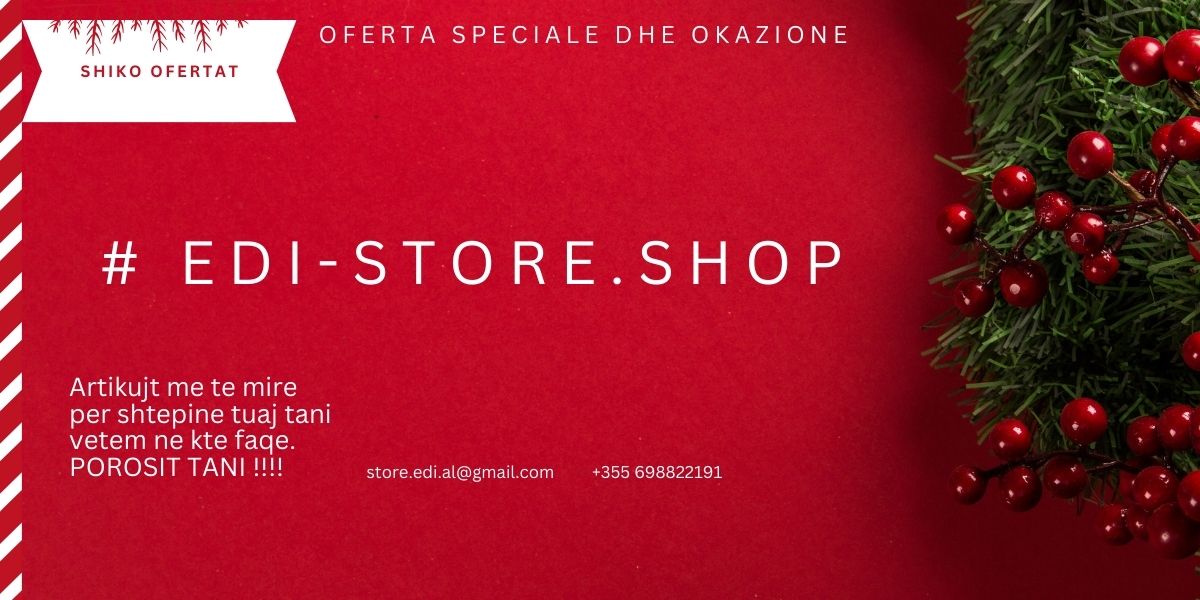 SHIKO OFERTAT
OFERTA SPECIALE DHE OKAZIONE
# EDI-STORE.SHOP
Artikujt me te mire
per shtepine tuaj tani
vetem ne kte faqe.
POROSIT TANI !!!!
store.edi.al@gmail.com
+355 698822191